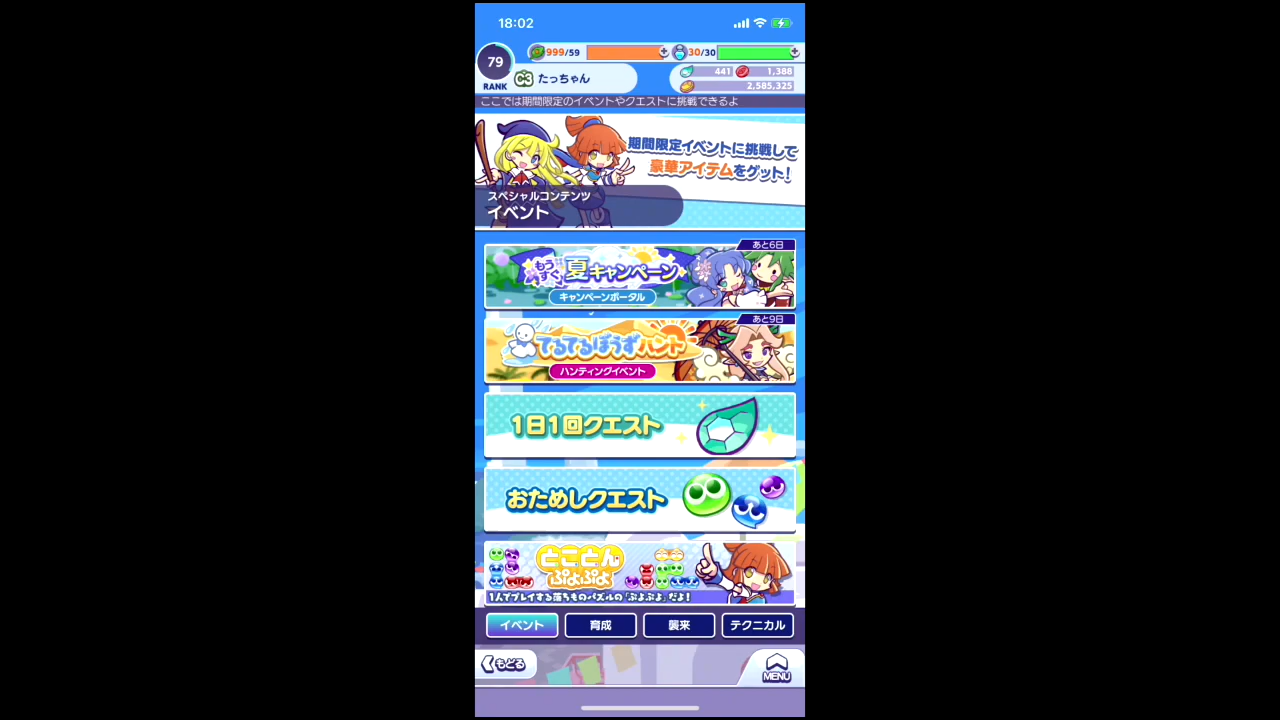 18:02
999/59
30/30
79
RANK
C3
たっちゃん
441
1,388
2,585,325
ここでは期間限定のイベントやクエストに挑戦できるよ
期間限定イベントに挑戦して
豪華アイテムをゲット!
スペシャルコンテンツ
イベント
あと6日
もうすぐ
夏キャンペーン
キャンペーンポータル
あと9日
てるてるぼうずハント
ハンティングイベント
1日1回クエスト
おためしクエスト
とことん
ぷよぷよ
1人でプレイする落ちものパズルの「ぷよぷよ」だよ!
イベント
育成
襲来
テクニカル
もどる
MENU